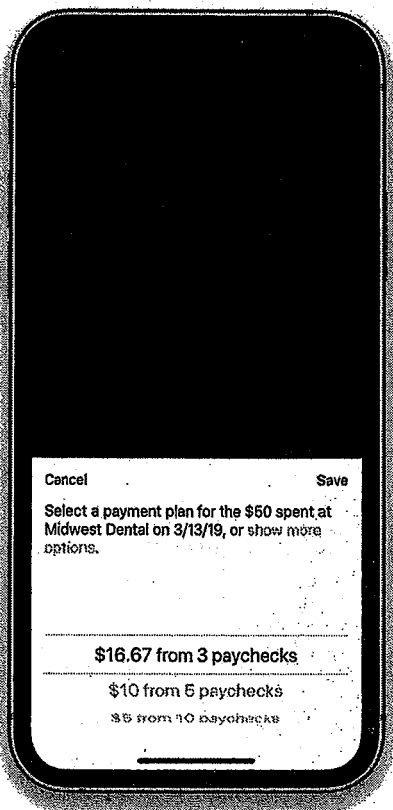 Cancel
Save
Select a payment plan for the $50 spent at
Midwest Dental on 3/13/19, or show more
options.
$16.67 from 3 paychecks
$10 from 5 paychecks
$5 from 10 paychecks